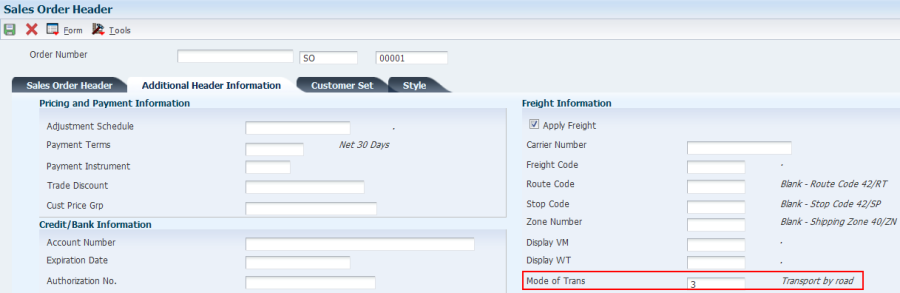 Sales Order Header
Form Tools
Order Number SO 00001
Sales Order Header Additional Header Information Customer Set Style
Pricing and Payment Information
Adjustment Schedule .
Payment Terms Net 30 Days
Payment Instrument
Trade Discount
Cust Price Grp
Credit/Bank Information
Account Number
Expiration Date
Authorization No.
Freight Information
Apply Freight
Carrier Number
Freight Code .
Route Code Blank - Route Code 42/RT
Stop Code Blank - Stop Code 42/SP
Zone Number Blank - Shipping Zone 40/ZN
Display VM .
Display WT .
Mode of Trans 3 Transport by road